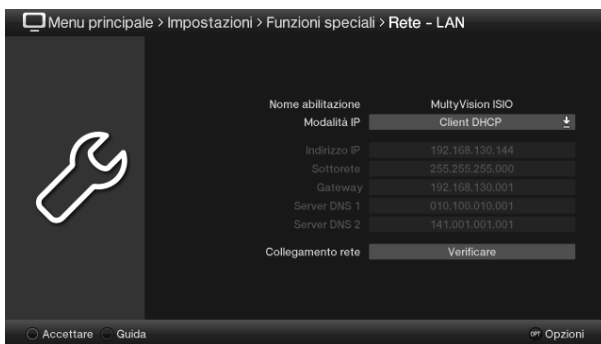 Menu principale > Impostazioni > Funzioni speciali > Rete - LAN
Nome abilitazione MultyVision ISIO
Modalità IP Client DHCP
Indirizzo IP 192.168.130.144
Sottorete 255.255.255.000
Gateway 192.168.130.001
Server DNS 1 010.100.010.001
Server DNS 2 141.001.001.001
Collegamento rete Verificare
Accettare Guida OPT Opzioni